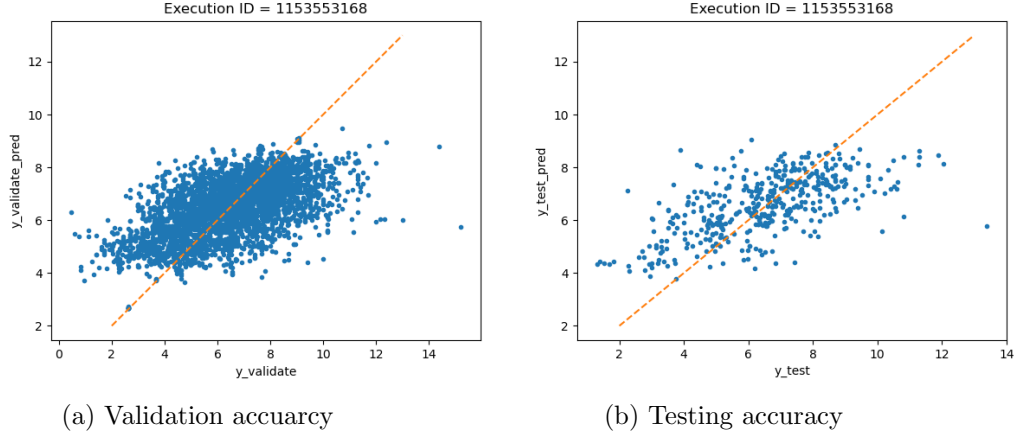 Execution ID = 1153553168
12
10
8
6
4
2
y_validate_pred
0 2 4 6 8 10 12 14
y_validate
(a) Validation accuarcy
Execution ID = 1153553168
12
10
8
6
4
2
y_test_pred
2 4 6 8 10 12 14
y_test
(b) Testing accuracy